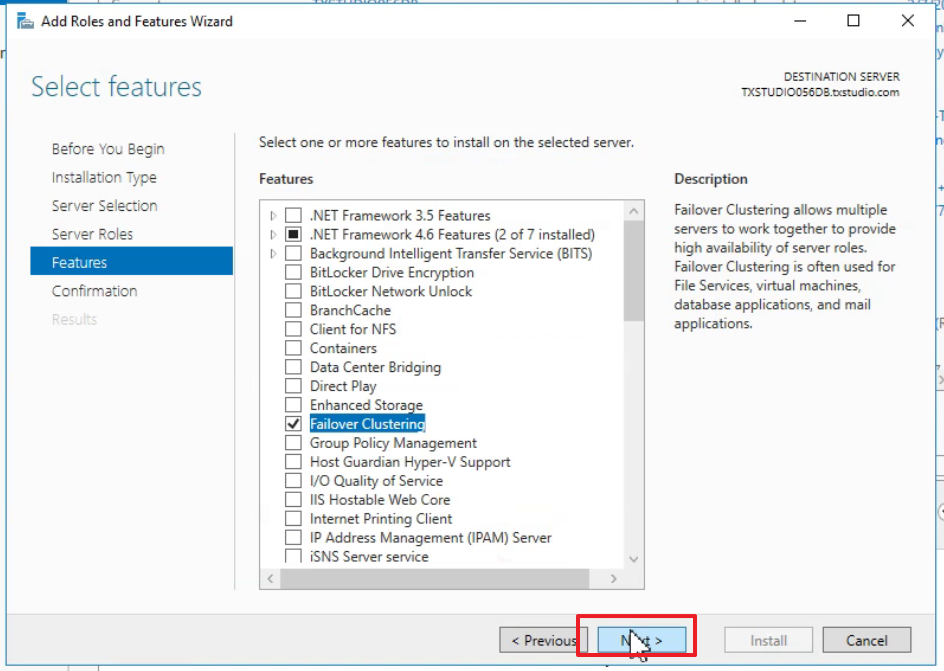 Add Roles and Features Wizard
Select features
DESTINATION SERVER
TXSTUDIO056DB.txstudio.com
Before You Begin
Installation Type
Server Selection
Server Roles
Features
Confirmation
Results
Select one or more features to install on the selected server.
Features
.NET Framework 3.5 Features
.NET Framework 4.6 Features (2 of 7 installed)
Background Intelligent Transfer Service (BITS)
BitLocker Drive Encryption
BitLocker Network Unlock
BranchCache
Client for NFS
Containers
Data Center Bridging
Direct Play
Enhanced Storage
Failover Clustering
Group Policy Management
Host Guardian Hyper-V Support
I/O Quality of Service
IIS Hostable Web Core
Internet Printing Client
IP Address Management (IPAM) Server
iSNS Server service
Description
Failover Clustering allows multiple
servers to work together to provide
high availability of server roles.
Failover Clustering is often used for
File Services, virtual machines,
database applications, and mail
applications.
< Previous
Next >
Install
Cancel